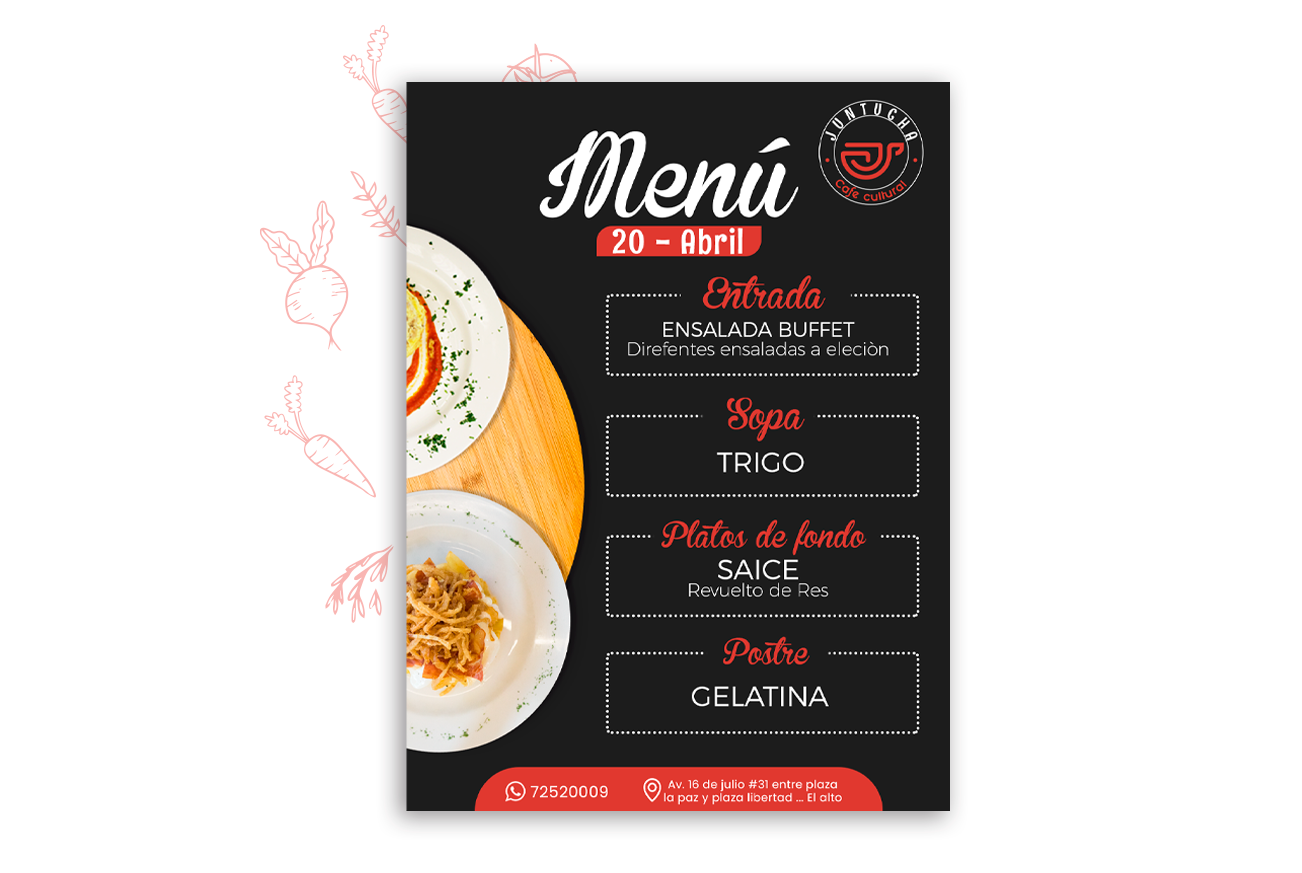 JUNTUCHA
Cafe cultural
Menú
20 - Abril
Entrada
ENSALADA BUFFET
Direfentes ensaladas a eleciòn
Sopa
TRIGO
Platos de fondo
SAICE
Revuelto de Res
Postre
GELATINA
72520009
Av. 16 de julio #31 entre plaza
la paz y plaza libertad ... El alto